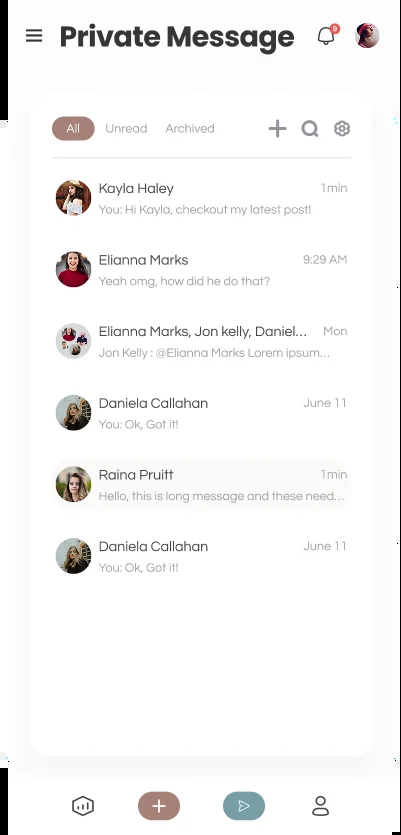 Private Message
9
All Unread Archived
Kayla Haley 1min
You: Hi Kayla, checkout my latest post!
Elianna Marks 9:29 AM
Yeah omg, how did he do that?
Elianna Marks, Jon kelly, Daniel... Mon
Jon Kelly : @Elianna Marks Lorem ipsum...
Daniela Callahan June 11
You: Ok, Got it!
Raina Pruitt 1min
Hello, this is long message and these need...
Daniela Callahan June 11
You: Ok, Got it!